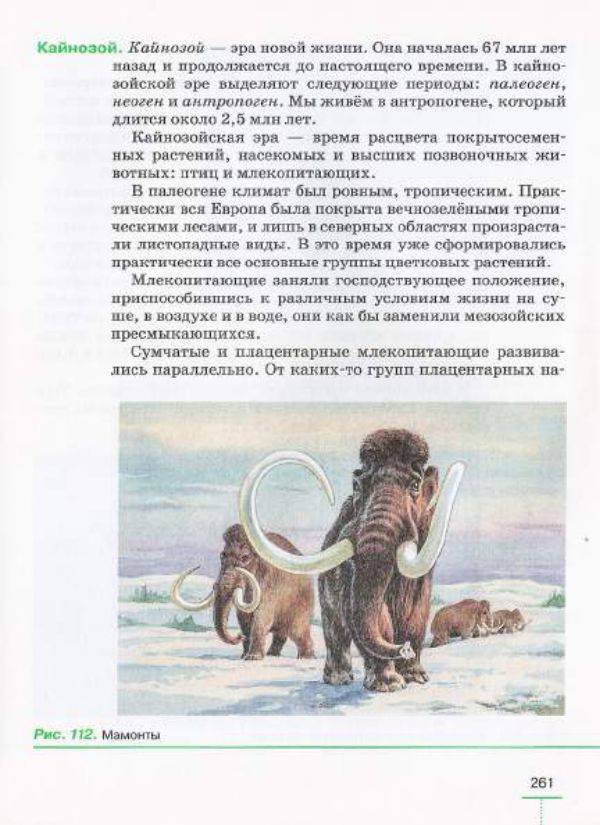 Кайнозой. Кайнозой — эра новой жизни. Она началась 67 млн лет
назад и продолжается до настоящего времени. В кайно-
зойской эре выделяют следующие периоды: палеоген,
неоген и антропоген. Мы живём в антропогене, который
длится около 2,5 млн лет.
Кайнозойская эра — время расцвета покрытосемен-
ных растений, насекомых и высших позвоночных жи-
вотных: птиц и млекопитающих.
В палеогене климат был ровным, тропическим. Прак-
тически вся Европа была покрыта вечнозелёными тропи-
ческими лесами, и лишь в северных областях произраста-
ли листопадные виды. В это время уже сформировались
практически все основные группы цветковых растений.
Млекопитающие заняли господствующее положение,
приспособившись к различным условиям жизни на су-
ше, в воздухе и в воде, они как бы заменили мезозойских
пресмыкающихся.
Сумчатые и плацентарные млекопитающие развива-
лись параллельно. От каких-то групп плацентарных на-
Рис. 112. Мамонты
261